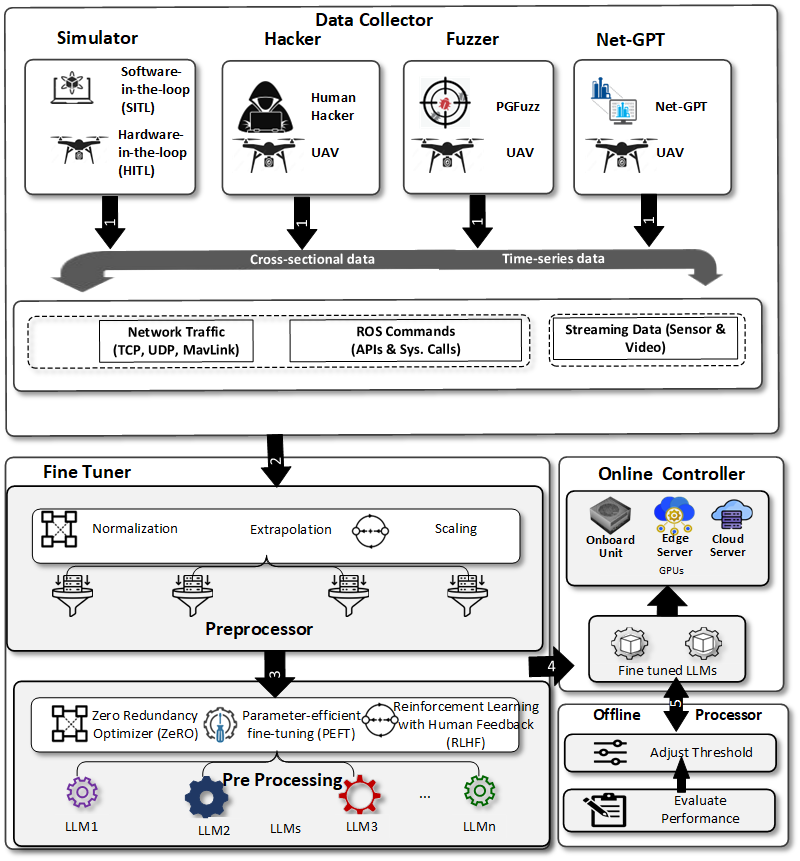 Data Collector
Simulator
Hacker
Fuzzer
Net-GPT
Software-
in-the-loop
(SITL)
Hardware-
in-the-loop
(HITL)
Human
Hacker
UAV
PGFuzz
UAV
Net-GPT
UAV
1
1
1
1
Cross-sectional data
Time-series data
Network Traffic
(TCP, UDP, MavLink)
ROS Commands
(APIs & Sys. Calls)
Streaming Data (Sensor &
Video)
2
Fine Tuner
Normalization
Extrapolation
Scaling
Preprocessor
3
Zero Redundancy
Optimizer (ZeRO)
Parameter-efficient
fine-tuning (PEFT)
Reinforcement Learning
with Human Feedback
(RLHF)
Pre Processing
...
LLM1
LLM2
LLMs
LLM3
LLMn
4
Online Controller
Onboard
Unit
Edge
Server
Cloud
Server
GPUs
Fine tuned LLMs
5
Offline
Processor
Adjust Threshold
Evaluate
Performance